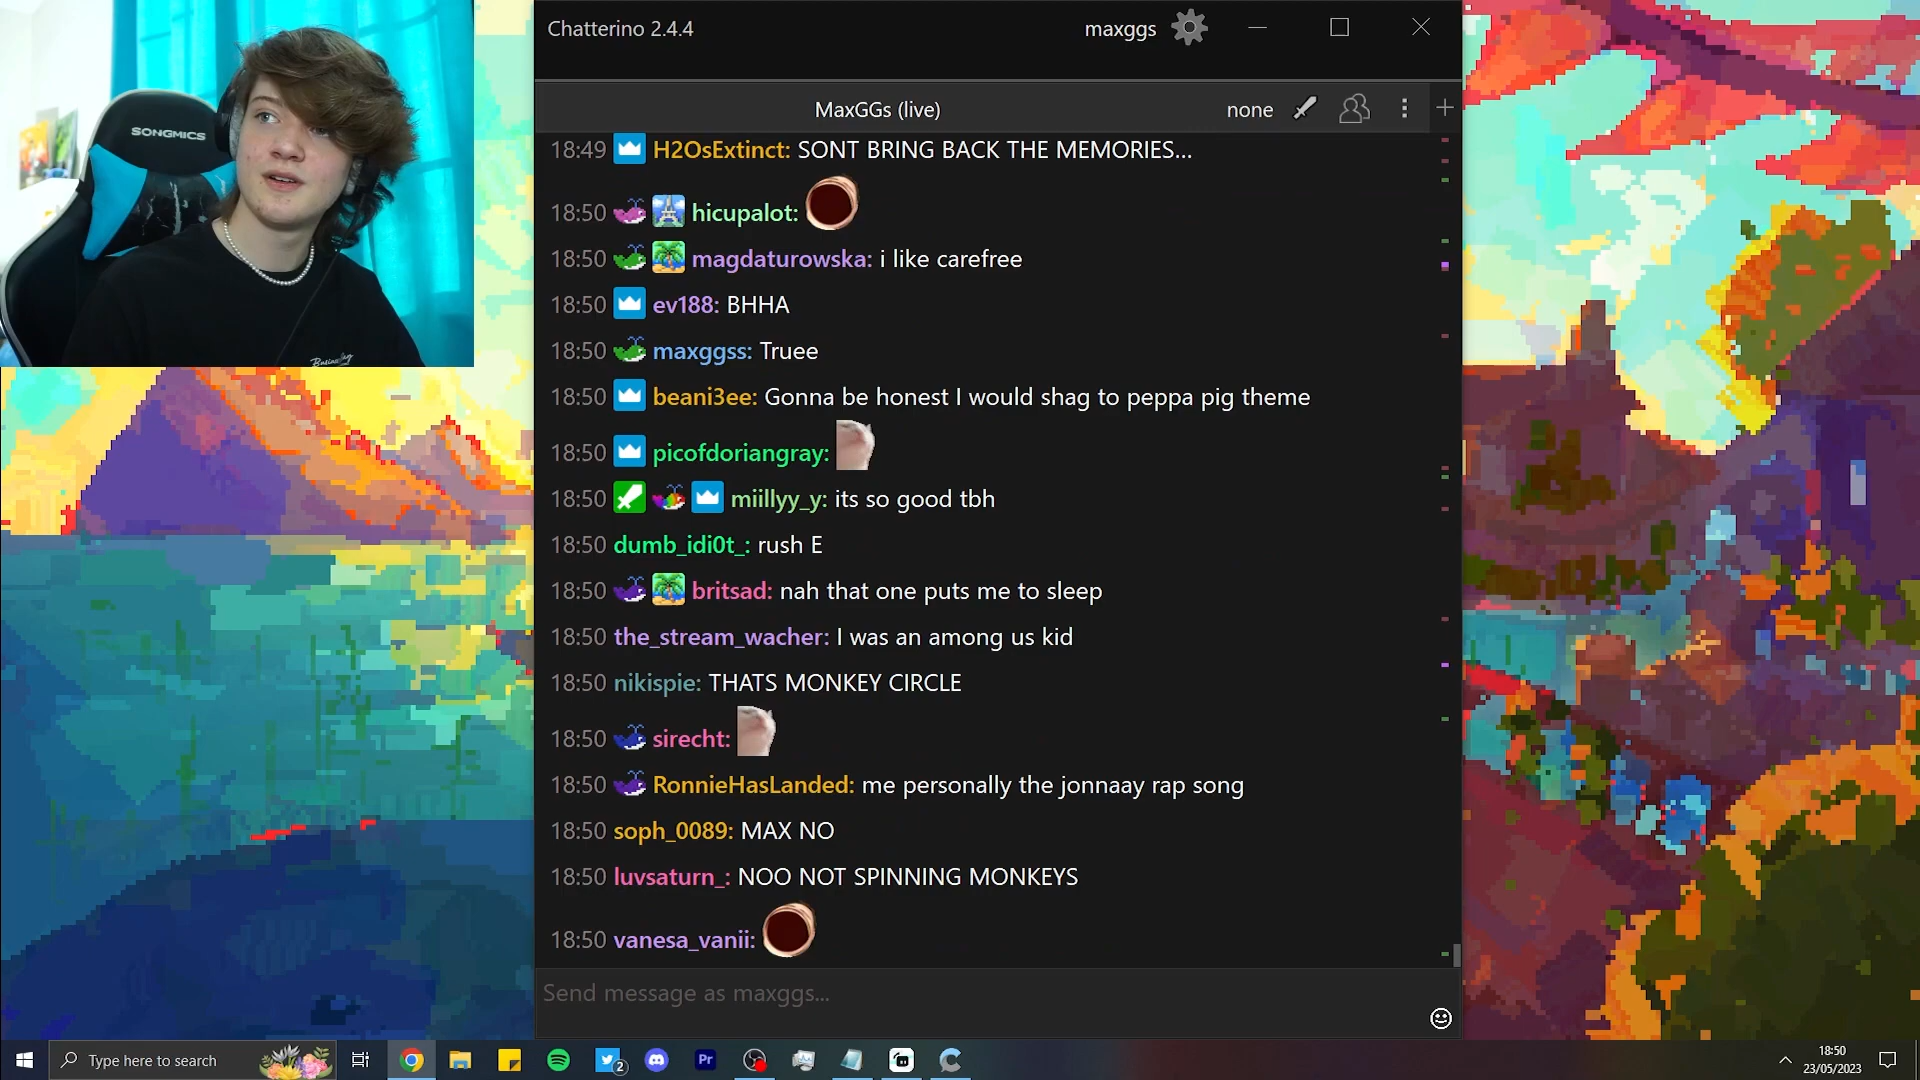 SONGMICS
Chatterino 2.4.4
maxggs
MaxGGs (live)
none
18:49 H2OsExtinct: SONT BRING BACK THE MEMORIES...
18:50 hicupalot:
18:50 magdaturowska: i like carefree
18:50 ev188: BHHA
18:50 maxggss: Truee
18:50 beani3ee: Gonna be honest I would shag to peppa pig theme
18:50 picofdoriangray:
18:50 miillyy_y: its so good tbh
18:50 dumb_idi0t_: rush E
18:50 britsad: nah that one puts me to sleep
18:50 the_stream_wacher: I was an among us kid
18:50 nikispie: THATS MONKEY CIRCLE
18:50 sirecht:
18:50 RonnieHasLanded: me personally the jonnaay rap song
18:50 soph_0089: MAX NO
18:50 luvsaturn_: NOO NOT SPINNING MONKEYS
18:50 vanesa_vanii:
Send message as maxggs...
Type here to search
2
Pr
18:50
23/05/2023